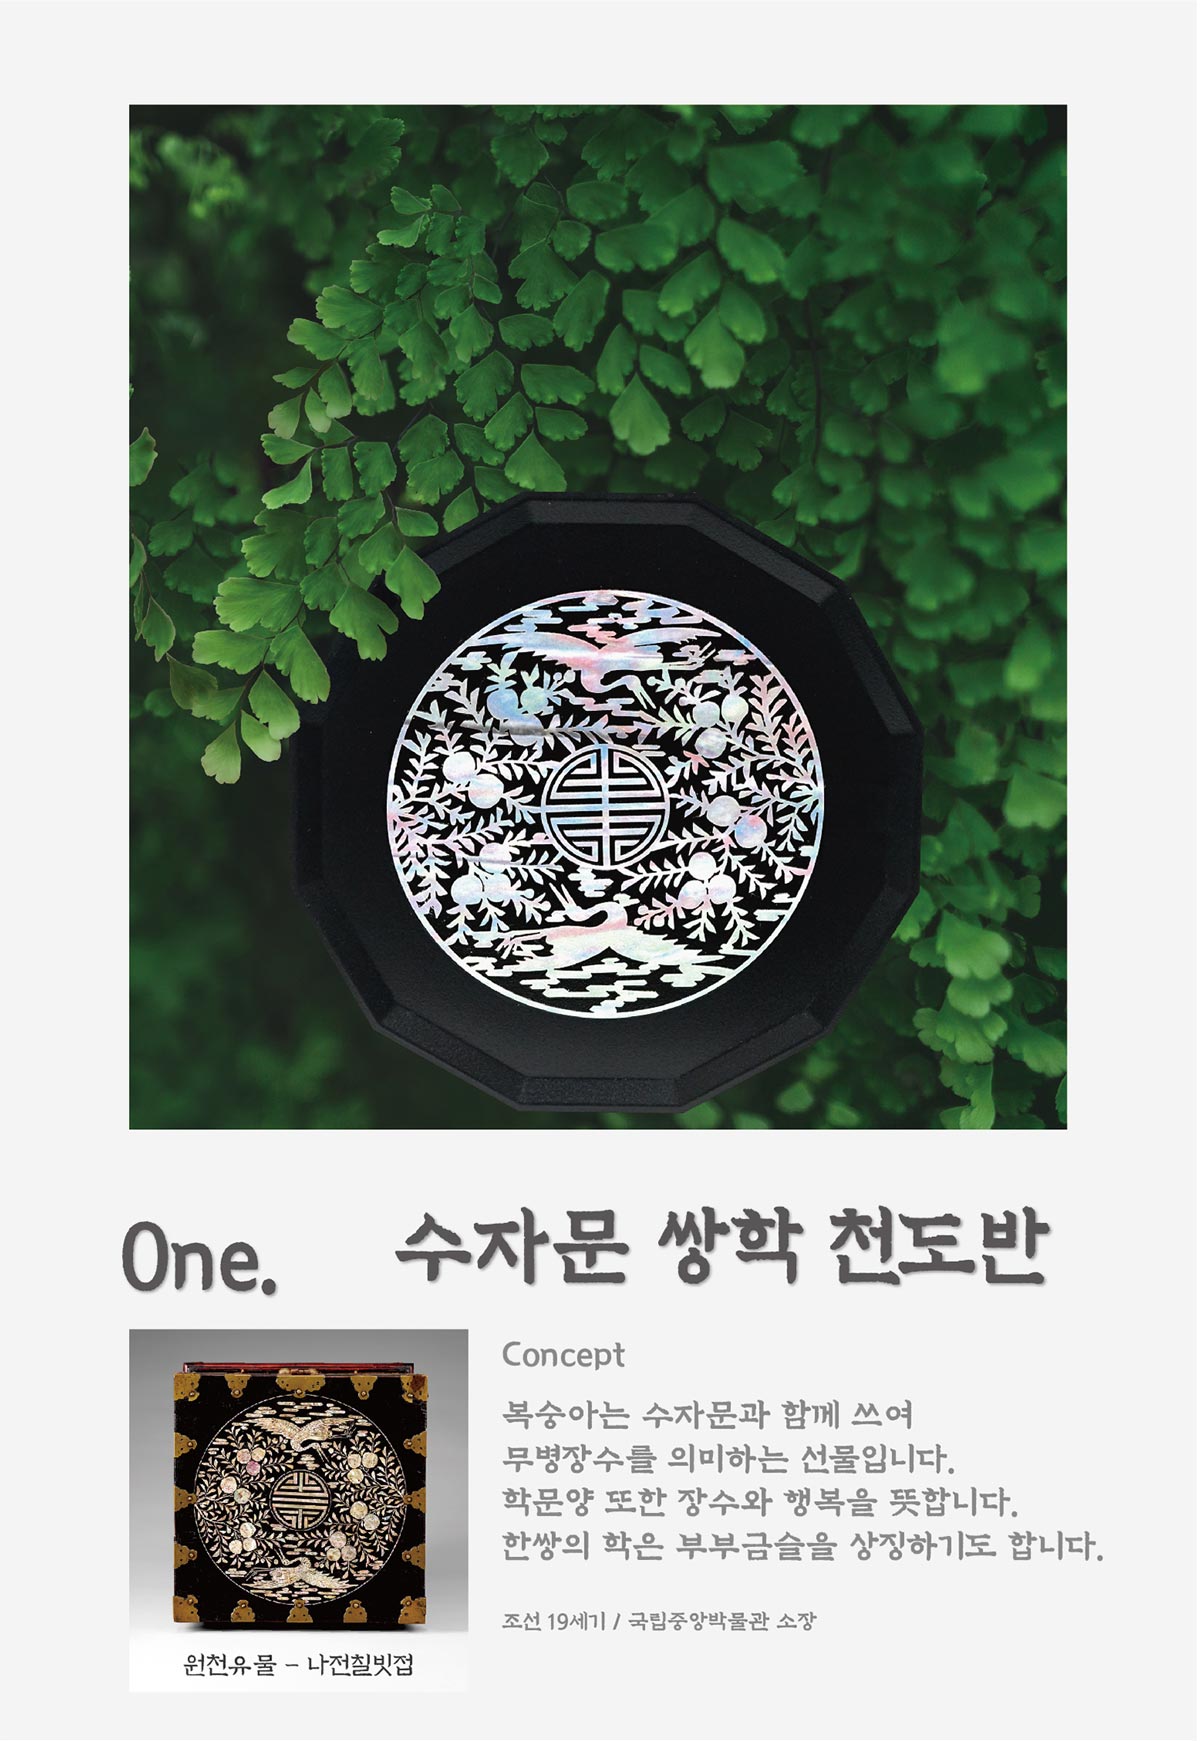 One.
수자문 쌍학 천도반
Concept
복숭아는 수자문과 함께 쓰여
무병장수를 의미하는 선물입니다.
학문양 또한 장수와 행복을 뜻합니다.
한쌍의 학은 부부금슬을 상징하기도 합니다.
조선 19세기 / 국립중앙박물관 소장
원천유물 - 나전칠빗접